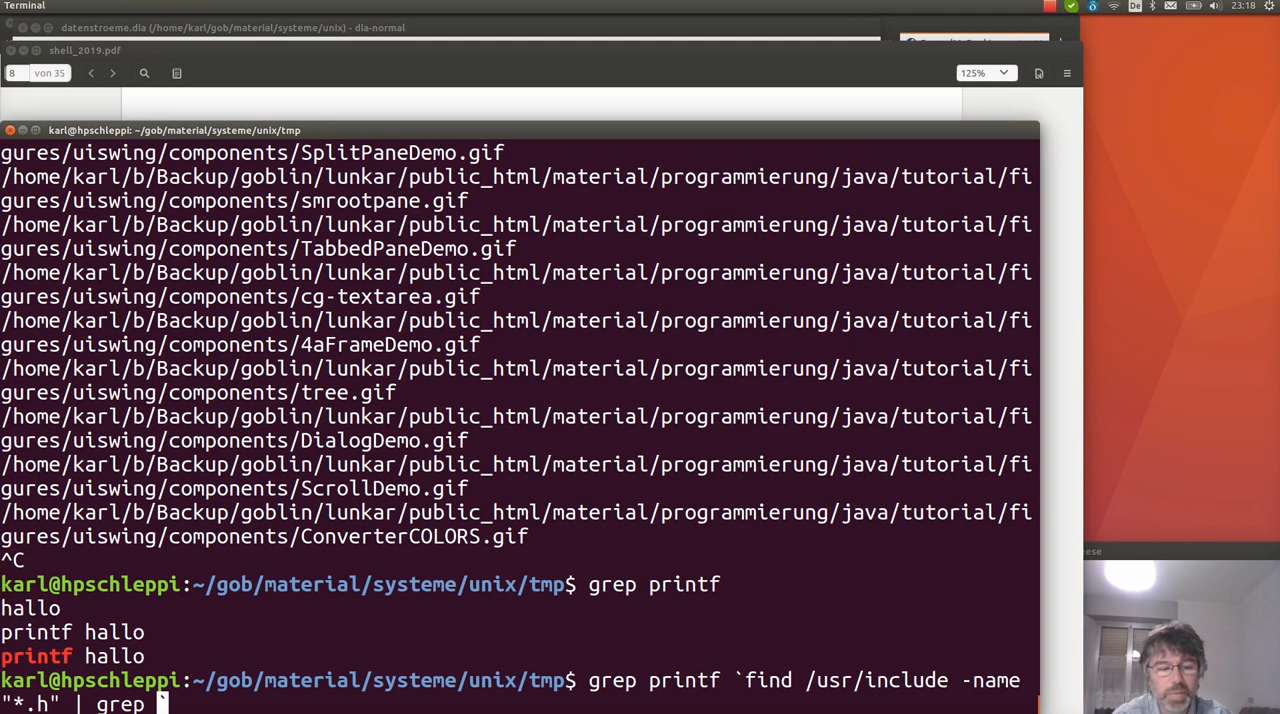 Terminal
De
23:18
datenstroeme.dia (/home/karl/gob/material/systeme/unix) - dia-normal
shell_2019.pdf
8 von 35
125%
karl@hpschleppi: ~/gob/material/systeme/unix/tmp
gures/uiswing/components/SplitPaneDemo.gif
/home/karl/b/Backup/goblin/lunkar/public_html/material/programmierung/java/tutorial/fi
gures/uiswing/components/smrootpane.gif
/home/karl/b/Backup/goblin/lunkar/public_html/material/programmierung/java/tutorial/fi
gures/uiswing/components/TabbedPaneDemo.gif
/home/karl/b/Backup/goblin/lunkar/public_html/material/programmierung/java/tutorial/fi
gures/uiswing/components/cg-textarea.gif
/home/karl/b/Backup/goblin/lunkar/public_html/material/programmierung/java/tutorial/fi
gures/uiswing/components/4aFrameDemo.gif
/home/karl/b/Backup/goblin/lunkar/public_html/material/programmierung/java/tutorial/fi
gures/uiswing/components/tree.gif
/home/karl/b/Backup/goblin/lunkar/public_html/material/programmierung/java/tutorial/fi
gures/uiswing/components/DialogDemo.gif
/home/karl/b/Backup/goblin/lunkar/public_html/material/programmierung/java/tutorial/fi
gures/uiswing/components/ScrollDemo.gif
/home/karl/b/Backup/goblin/lunkar/public_html/material/programmierung/java/tutorial/fi
gures/uiswing/components/ConverterCOLORS.gif
^C
karl@hpschleppi:~/gob/material/systeme/unix/tmp$ grep printf
hallo
printf hallo
printf hallo
karl@hpschleppi:~/gob/material/systeme/unix/tmp$ grep printf `find /usr/include -name
"*.h" | grep `